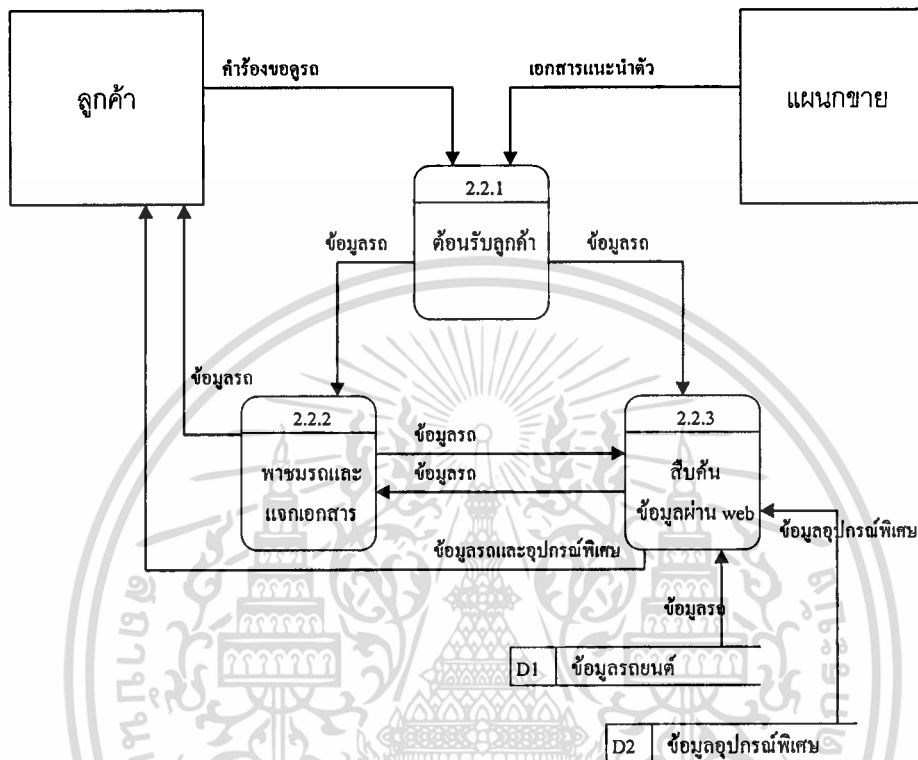 คำร้องขอดูรถ
เอกสารแนะนำตัว
ลูกค้า
แผนกขาย
2.2.1
ต้อนรับลูกค้า
ข้อมูลรถ
ข้อมูลรถ
ข้อมูลรถ
2.2.2
พาชมรถและ
แจกเอกสาร
ข้อมูลรถ
ข้อมูลรถ
2.2.3
สืบค้น
ข้อมูลผ่าน web
ข้อมูลอุปกรณ์พิเศษ
ข้อมูลรถและอุปกรณ์พิเศษ
ข้อมูลรถ
D1 ข้อมูลรถยนต์
D2 ข้อมูลอุปกรณ์พิเศษ